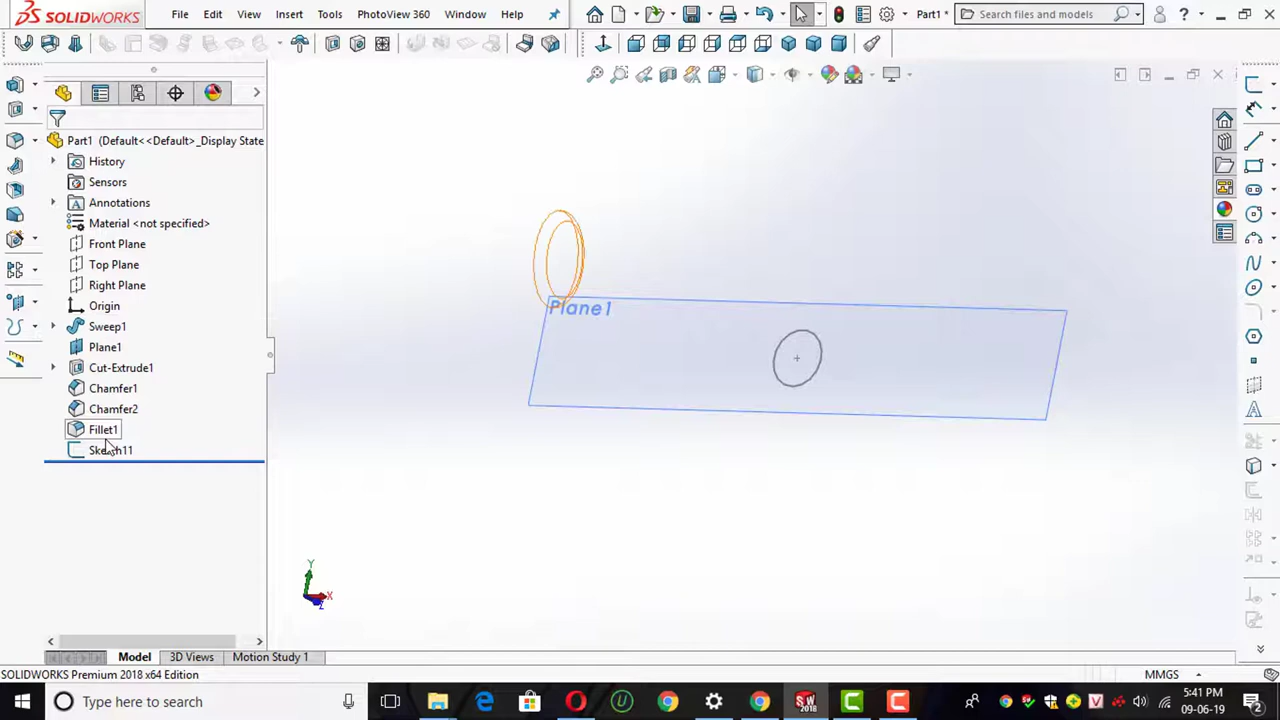 SOLIDWORKS
File
Edit
View
Insert
Tools
PhotoView 360
Window
Help
Part1 *
Search files and models
?
Part1 (Default<<Default>_Display State
History
Sensors
Annotations
Material <not specified>
Front Plane
Top Plane
Right Plane
Origin
Sweep1
Plane1
Cut-Extrude1
Chamfer1
Chamfer2
Fillet1
Sketch11
Plane1
Y
X
Z
Model
3D Views
Motion Study 1
SOLIDWORKS Premium 2018 x64 Edition
MMGS
Type here to search
SW
2018
5:41 PM
09-06-19
2